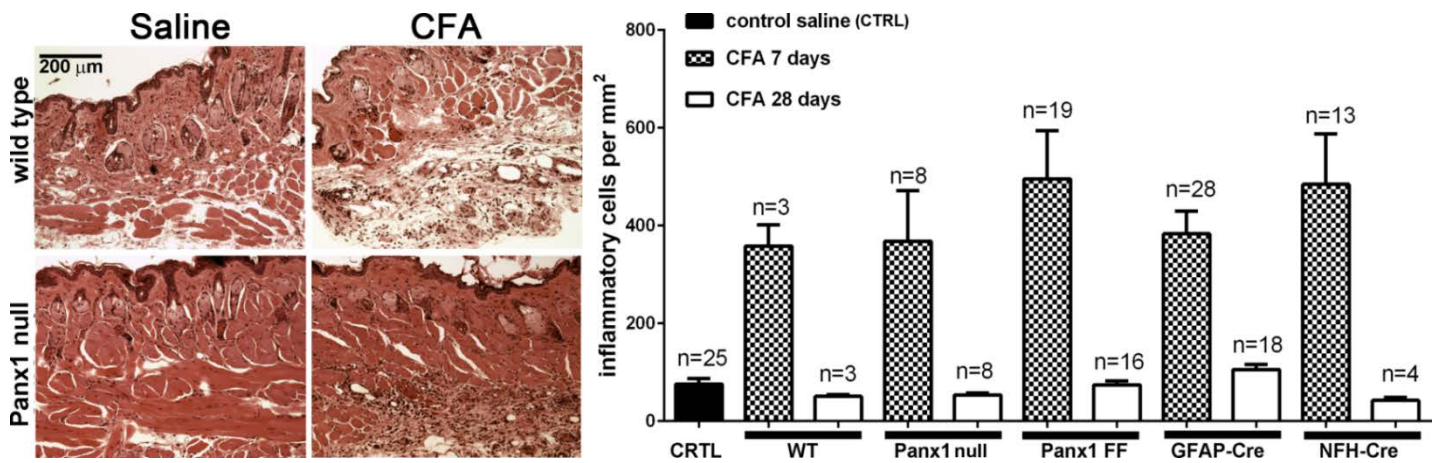 Saline
CFA
wild type
200 µm
Panx1 null
inflammatory cells per mm²
800
600
400
200
0
control saline (CTRL)
CFA 7 days
CFA 28 days
n=25
n=3
n=3
n=8
n=8
n=19
n=16
n=28
n=18
n=13
n=4
CRTL
WT
Panx1 null
Panx1 FF
GFAP-Cre
NFH-Cre